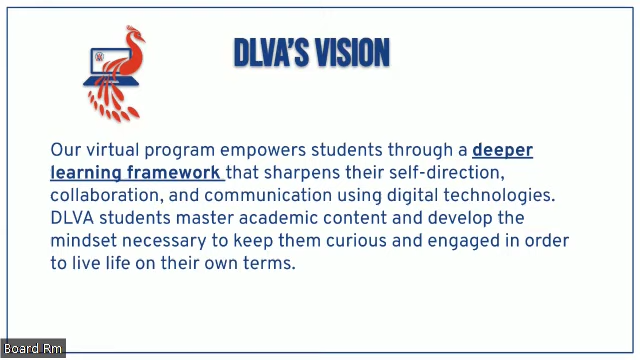 DLVA'S VISION
Our virtual program empowers students through a deeper
learning framework that sharpens their self-direction,
collaboration, and communication using digital technologies.
DLVA students master academic content and develop the
mindset necessary to keep them curious and engaged in order
to live life on their own terms.
Board Rm